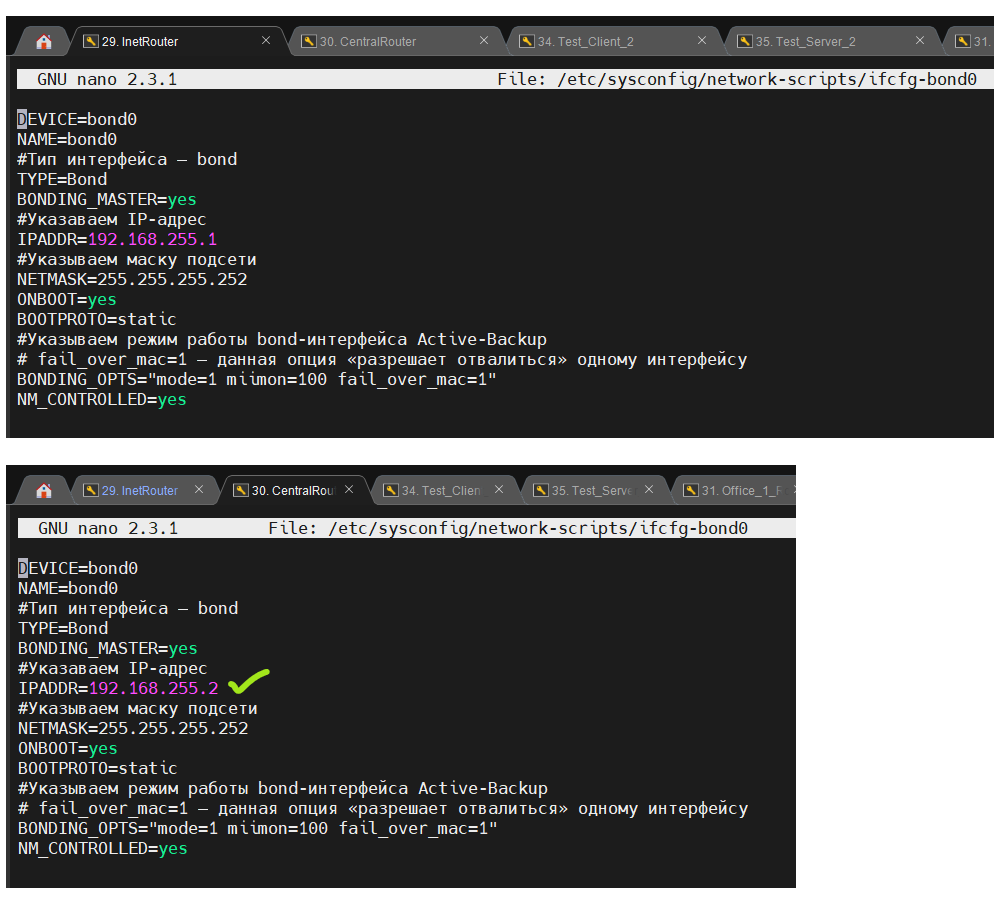 29. InetRouter
30. CentralRouter
34. Test_Client_2
35. Test_Server_2
31.
GNU nano 2.3.1 File: /etc/sysconfig/network-scripts/ifcfg-bond0
DEVICE=bond0
NAME=bond0
#Тип интерфейса — bond
TYPE=Bond
BONDING_MASTER=yes
#Указаваем IP-адрес
IPADDR=192.168.255.1
#Указываем маску подсети
NETMASK=255.255.255.252
ONBOOT=yes
BOOTPROTO=static
#Указываем режим работы bond-интерфейса Active-Backup
# fail_over_mac=1 — данная опция «разрешает отвалиться» одному интерфейсу
BONDING_OPTS="mode=1 miimon=100 fail_over_mac=1"
NM_CONTROLLED=yes
29. InetRouter
30. CentralRou
34. Test_Clien
35. Test_Serve
31. Office_1_R
GNU nano 2.3.1 File: /etc/sysconfig/network-scripts/ifcfg-bond0
DEVICE=bond0
NAME=bond0
#Тип интерфейса — bond
TYPE=Bond
BONDING_MASTER=yes
#Указаваем IP-адрес
IPADDR=192.168.255.2
#Указываем маску подсети
NETMASK=255.255.255.252
ONBOOT=yes
BOOTPROTO=static
#Указываем режим работы bond-интерфейса Active-Backup
# fail_over_mac=1 — данная опция «разрешает отвалиться» одному интерфейсу
BONDING_OPTS="mode=1 miimon=100 fail_over_mac=1"
NM_CONTROLLED=yes